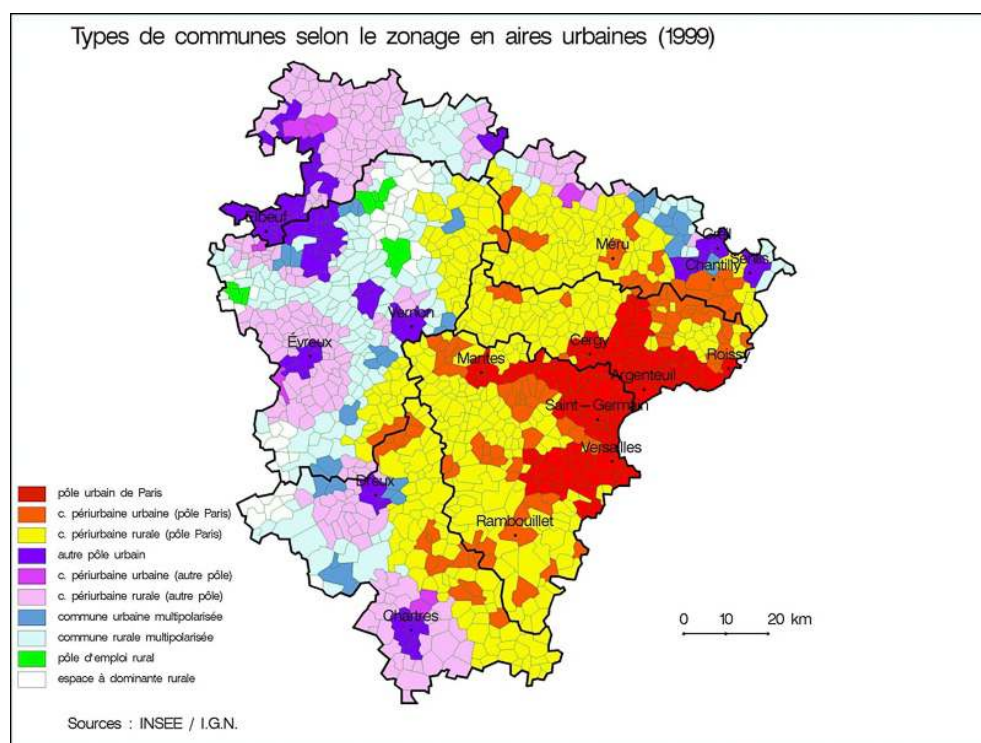 Types de communes selon le zonage en aires urbaines (1999)
Elbeuf
Méru
Creil
Senlis
Chantilly
Vernon
Évreux
Cergy
Mantes
Roissy
Argenteuil
Saint-Germain
Versailles
Dreux
Rambouillet
Chartres
pôle urbain de Paris
c. périurbaine urbaine (pôle Paris)
c. périurbaine rurale (pôle Paris)
autre pôle urbain
c. périurbaine urbaine (autre pôle)
c. périurbaine rurale (autre pôle)
commune urbaine multipolarisée
commune rurale multipolarisée
pôle d'emploi rural
espace à dominante rurale
0 10 20 km
Sources : INSEE / I.G.N.